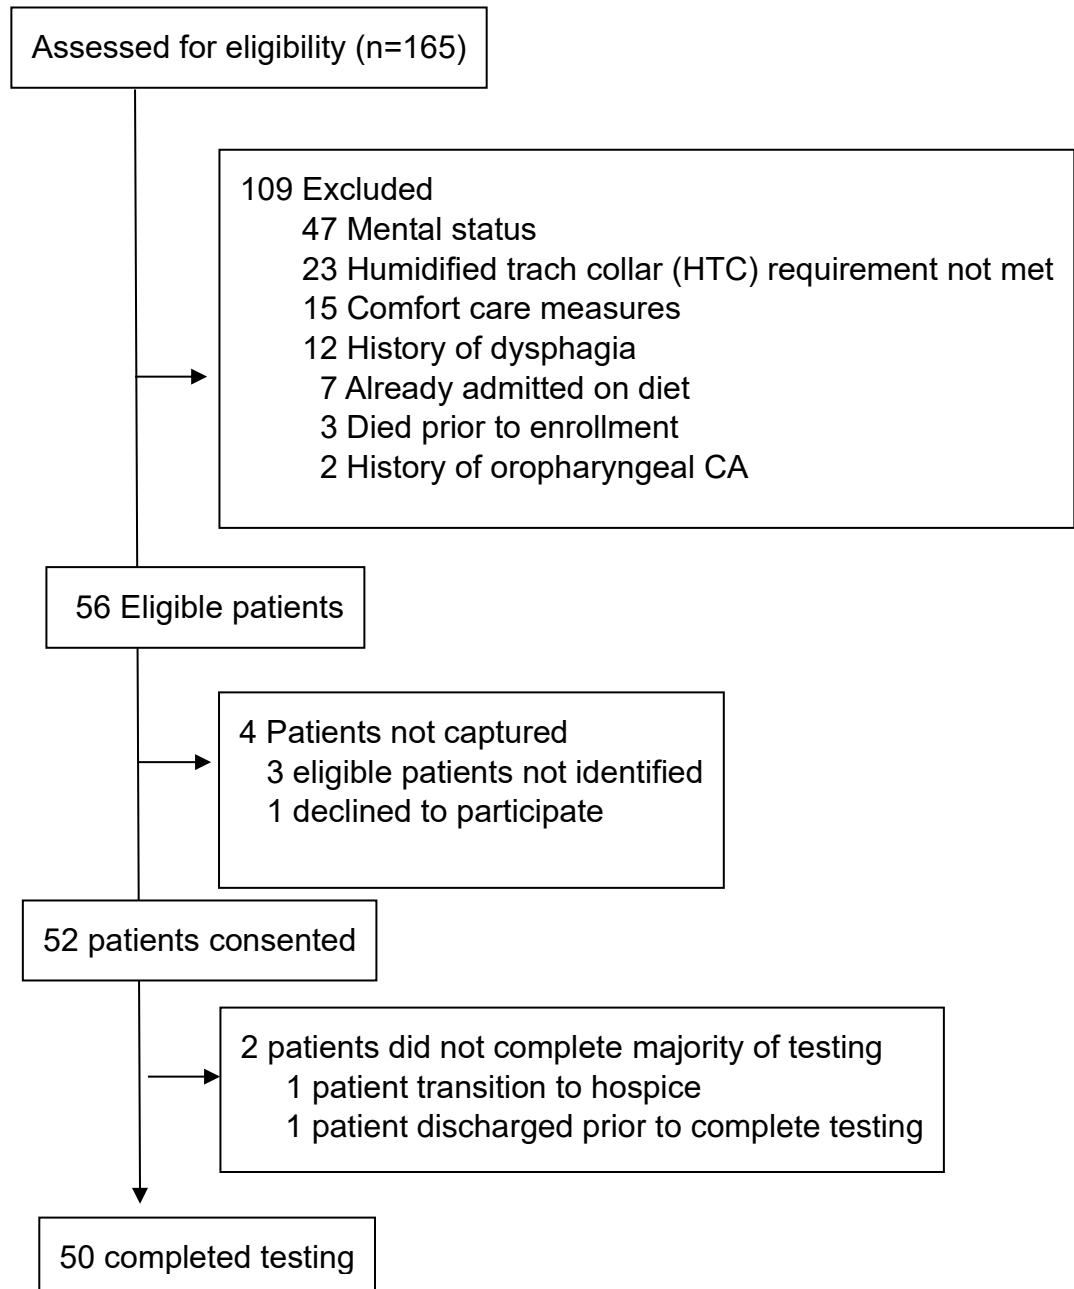 Assessed for eligibility (n=165)
109 Excluded
47 Mental status
23 Humidified trach collar (HTC) requirement not met
15 Comfort care measures
12 History of dysphagia
7 Already admitted on diet
3 Died prior to enrollment
2 History of oropharyngeal CA
56 Eligible patients
4 Patients not captured
3 eligible patients not identified
1 declined to participate
52 patients consented
2 patients did not complete majority of testing
1 patient transition to hospice
1 patient discharged prior to complete testing
50 completed testing